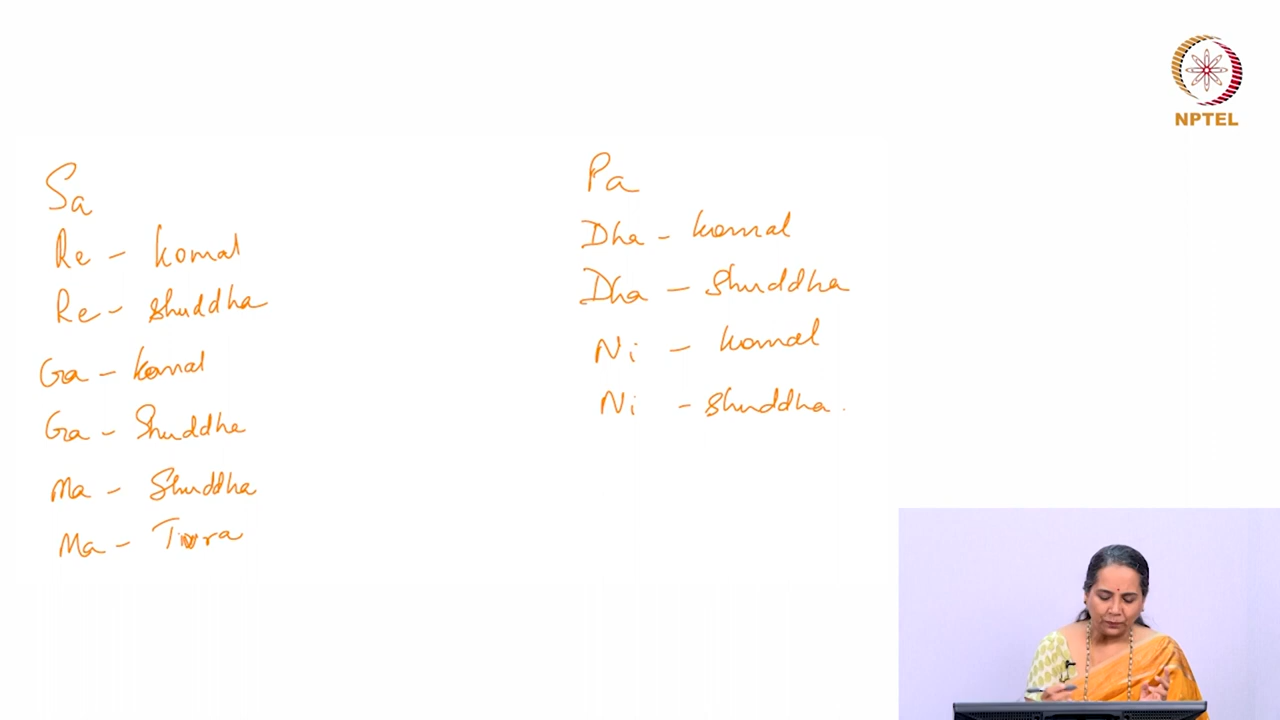 NPTEL
Sa
Re - komal
Re - shuddha
Ga - komal
Ga - Shuddha
Ma - Shuddha
Ma - Tivra
Pa
Dha - komal
Dha - shuddha
Ni - komal
Ni - shuddha.